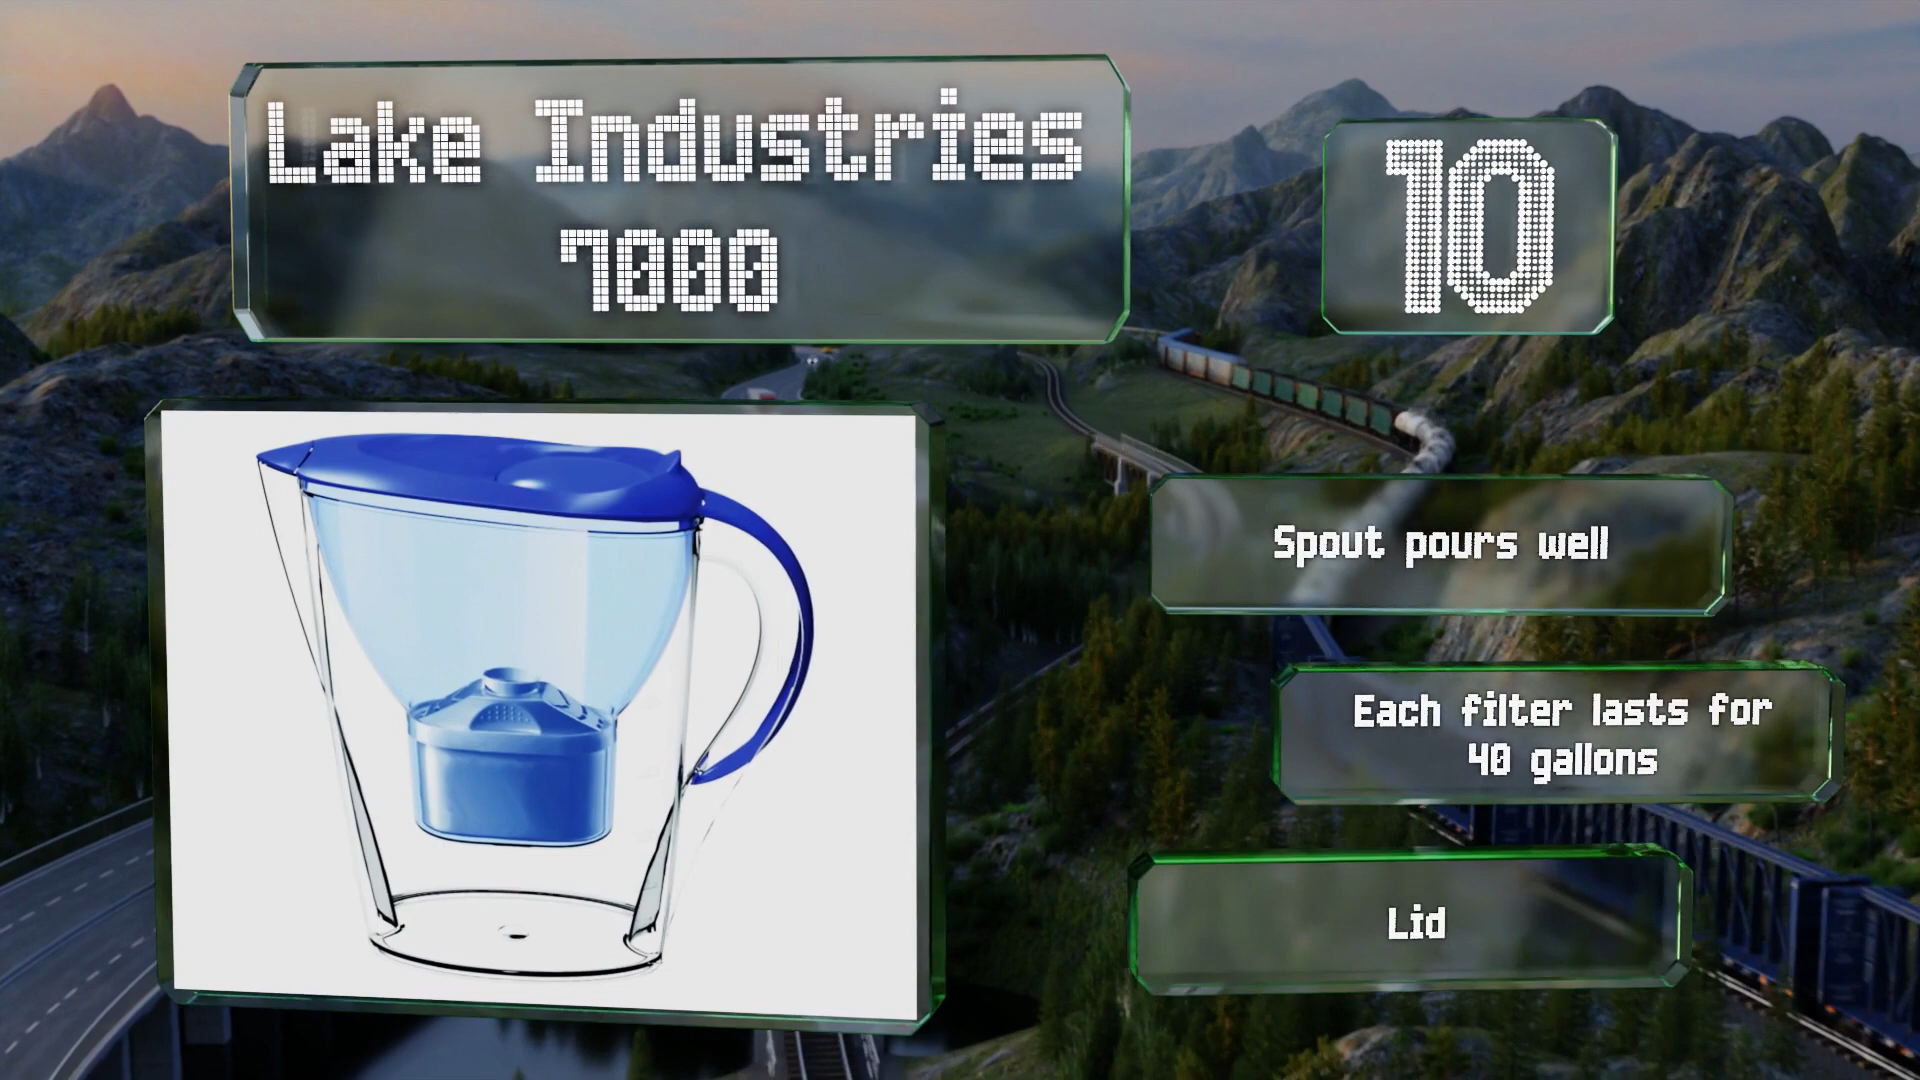 Lake Industries
7000
10
Spout pours well
Each filter lasts for
40 gallons
Lid